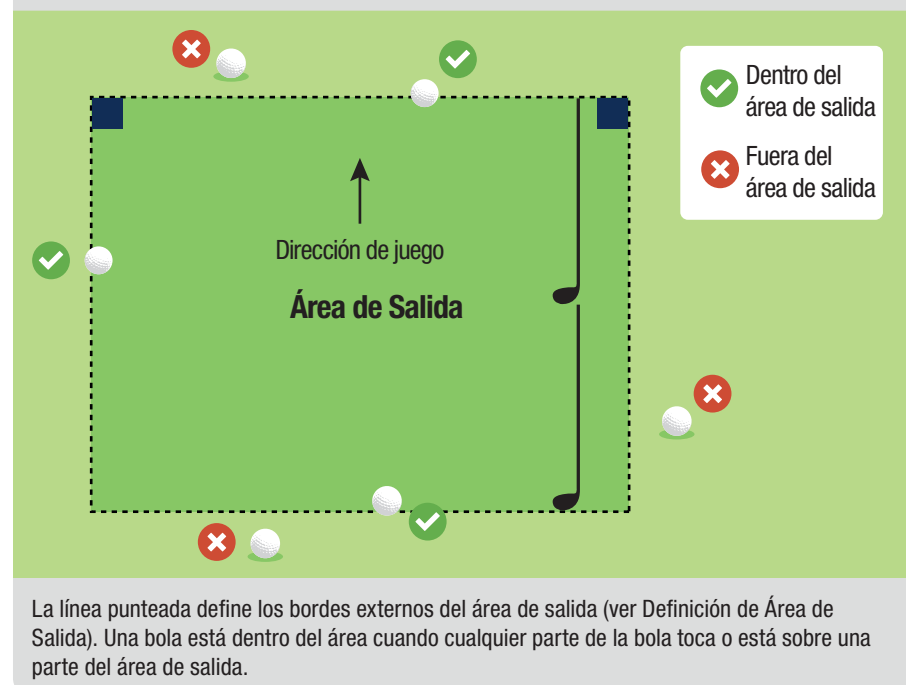 Dentro del
área de salida
Fuera del
área de salida
Dirección de juego
Área de Salida
La línea punteada define los bordes externos del área de salida (ver Definición de Área de
Salida). Una bola está dentro del área cuando cualquier parte de la bola toca o está sobre una
parte del área de salida.